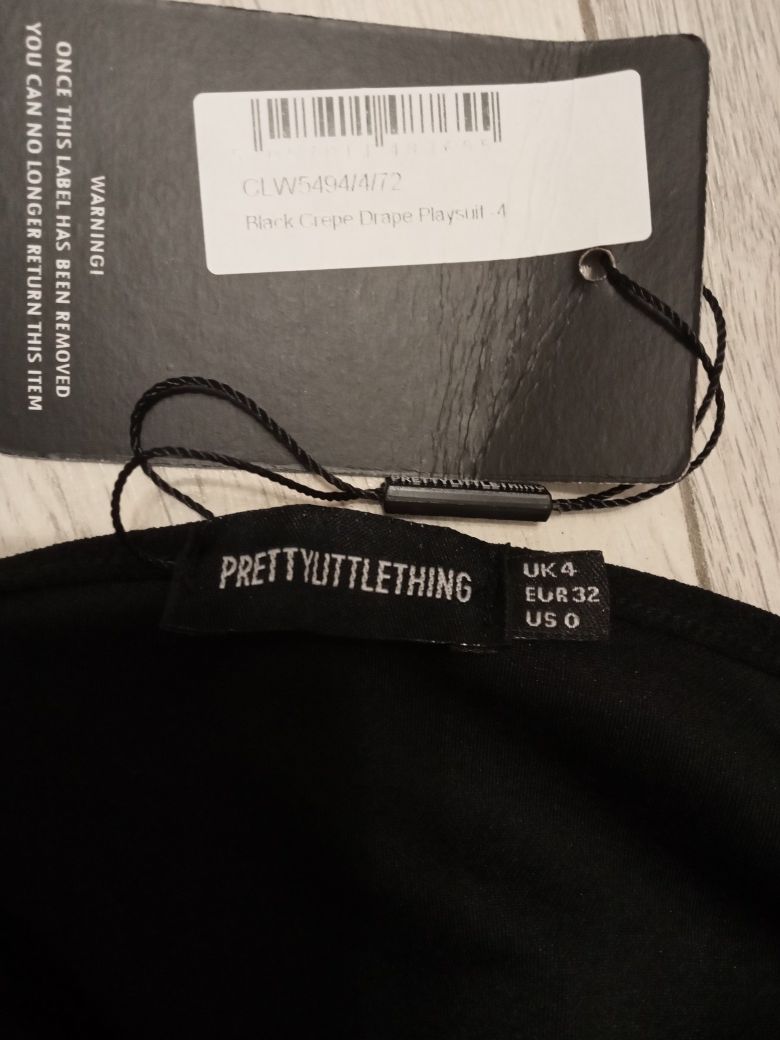 CLW5494/4/72
Black Crepe Drape Playsuit -4
WARNING!
ONCE THIS LABEL HAS BEEN REMOVED
YOU CAN NO LONGER RETURN THIS ITEM
PRETTYLITTLETHING
PRETTYLITTLETHING
UK 4
EUR 32
US 0